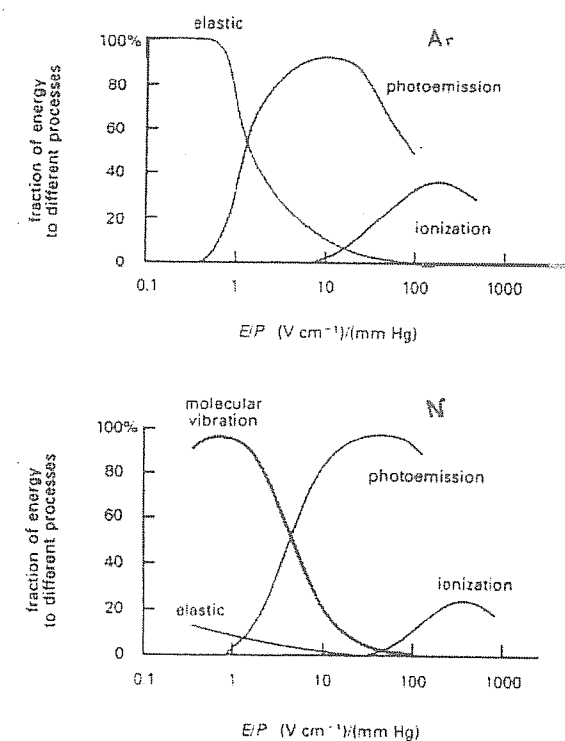 elastic
Ar
100%
80
60
40
20
0
fraction of energy
to different processes
photoemission
ionization
0.1
1
10
100
1000
E/P (V cm⁻¹)/(mm Hg)
molecular
vibration
N
100%
80
60
40
20
0
fraction of energy
to different processes
photoemission
ionization
elastic
0.1
1
10
100
1000
E/P (V cm⁻¹)/(mm Hg)